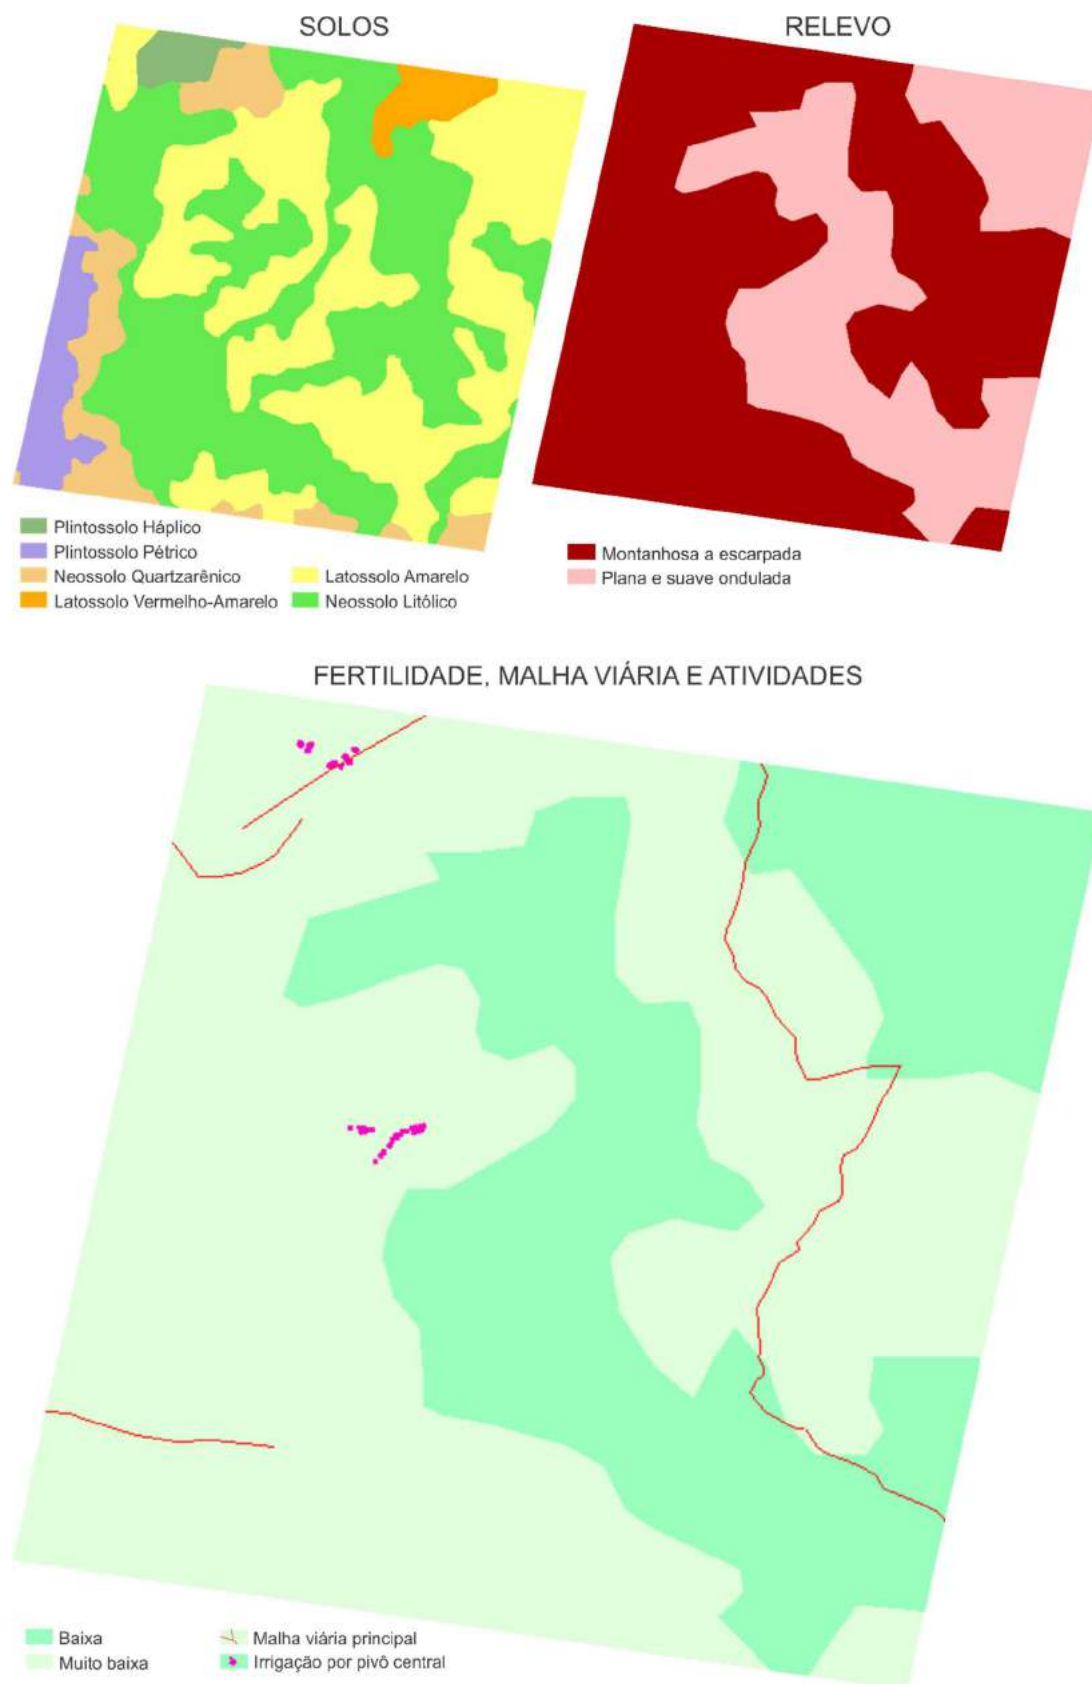 SOLOS
RELEVO
Plintossolo Háplico
Plintossolo Pétrico
Neossolo Quartzarênico
Latossolo Amarelo
Latossolo Vermelho-Amarelo
Neossolo Litólico
Montanhosa a escarpada
Plana e suave ondulada
FERTILIDADE, MALHA VIÁRIA E ATIVIDADES
Baixa
Malha viária principal
Muito baixa
Irrigação por pivô central